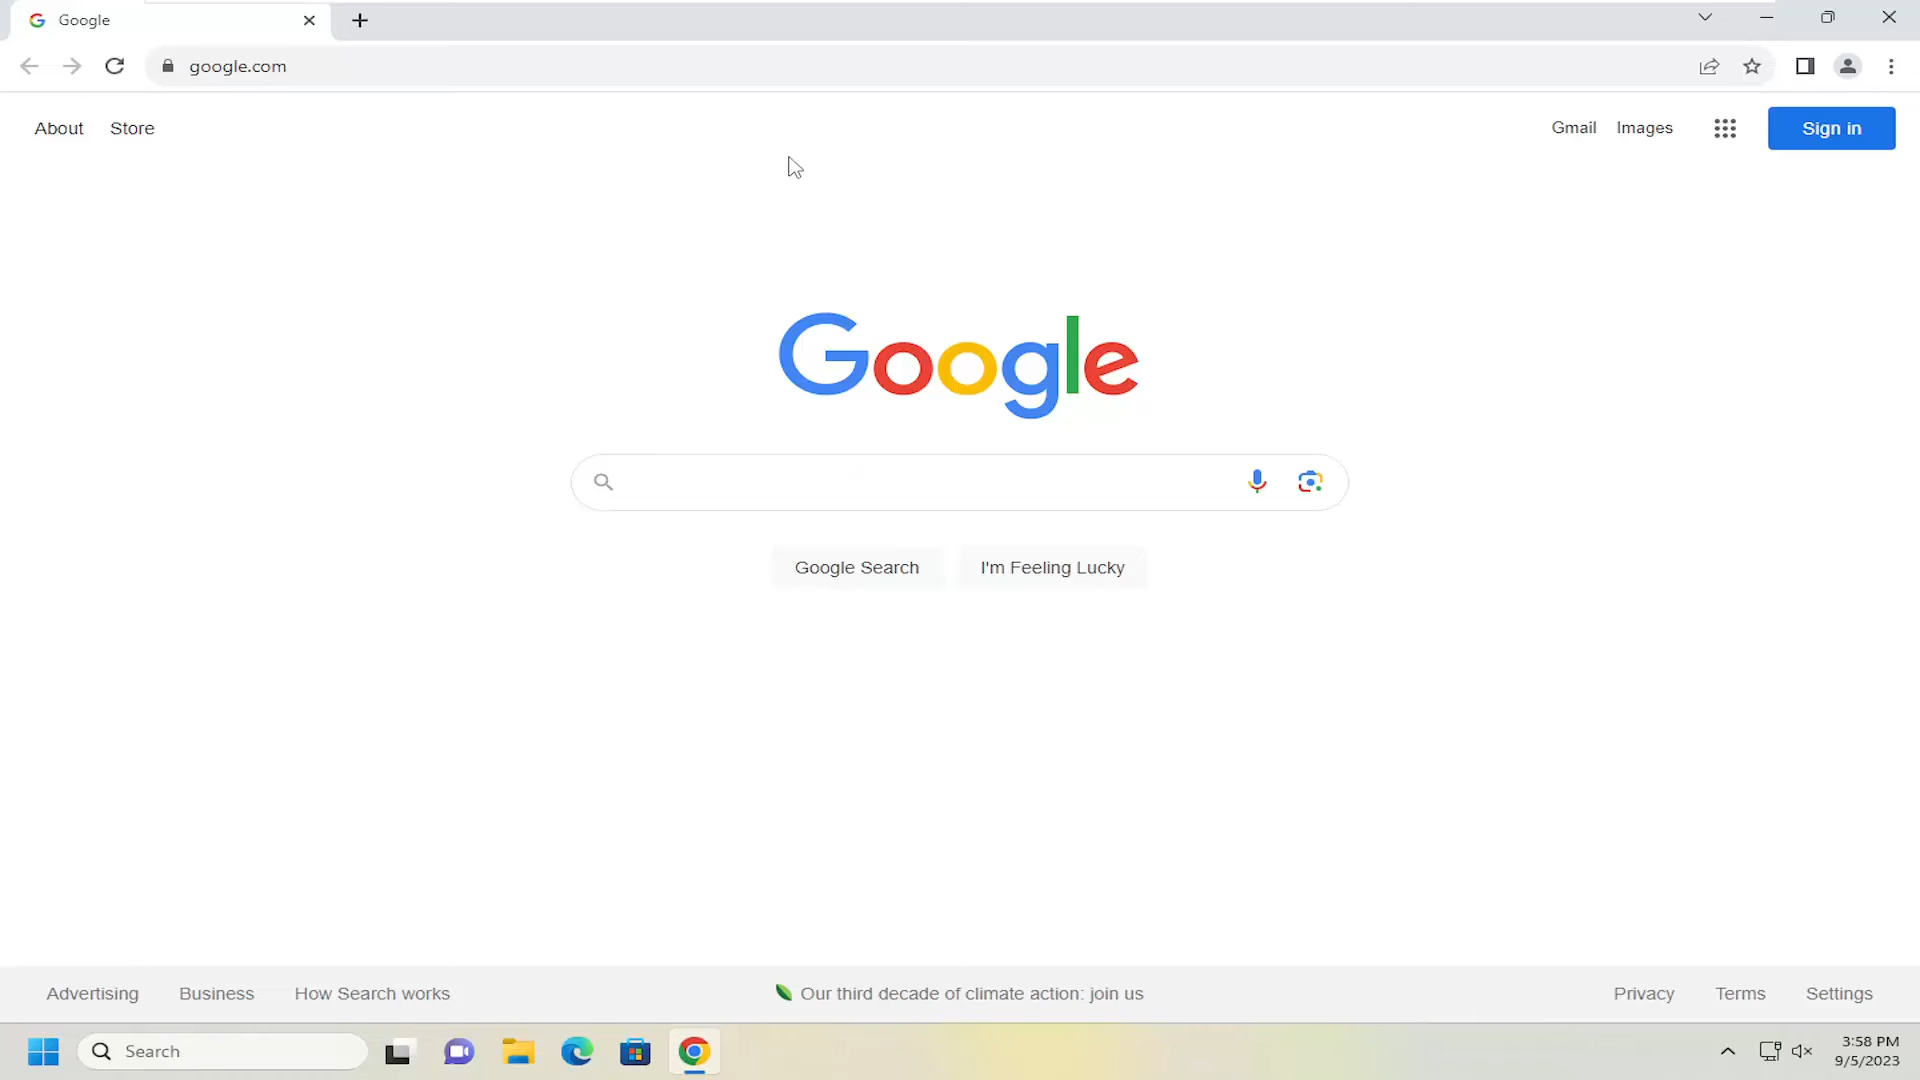 Google
google.com
About Store Gmail Images Sign in
Google
Google Search I'm Feeling Lucky
Advertising Business How Search works Our third decade of climate action: join us Privacy Terms Settings
Search 3:58 PM
9/5/2023